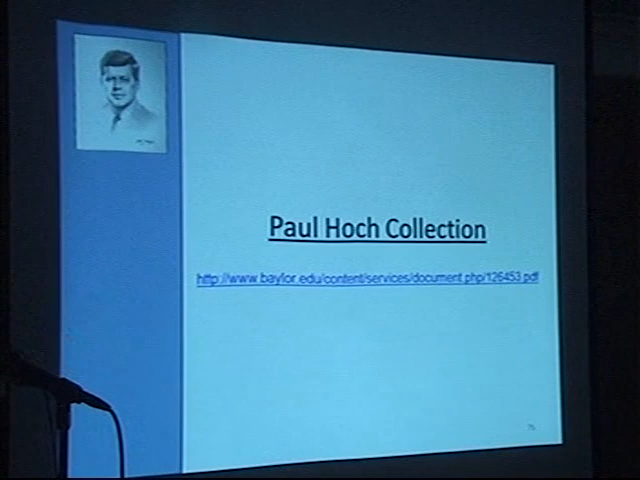 Paul Hoch Collection
http://www.baylor.edu/content/services/document.php/126453.pdf